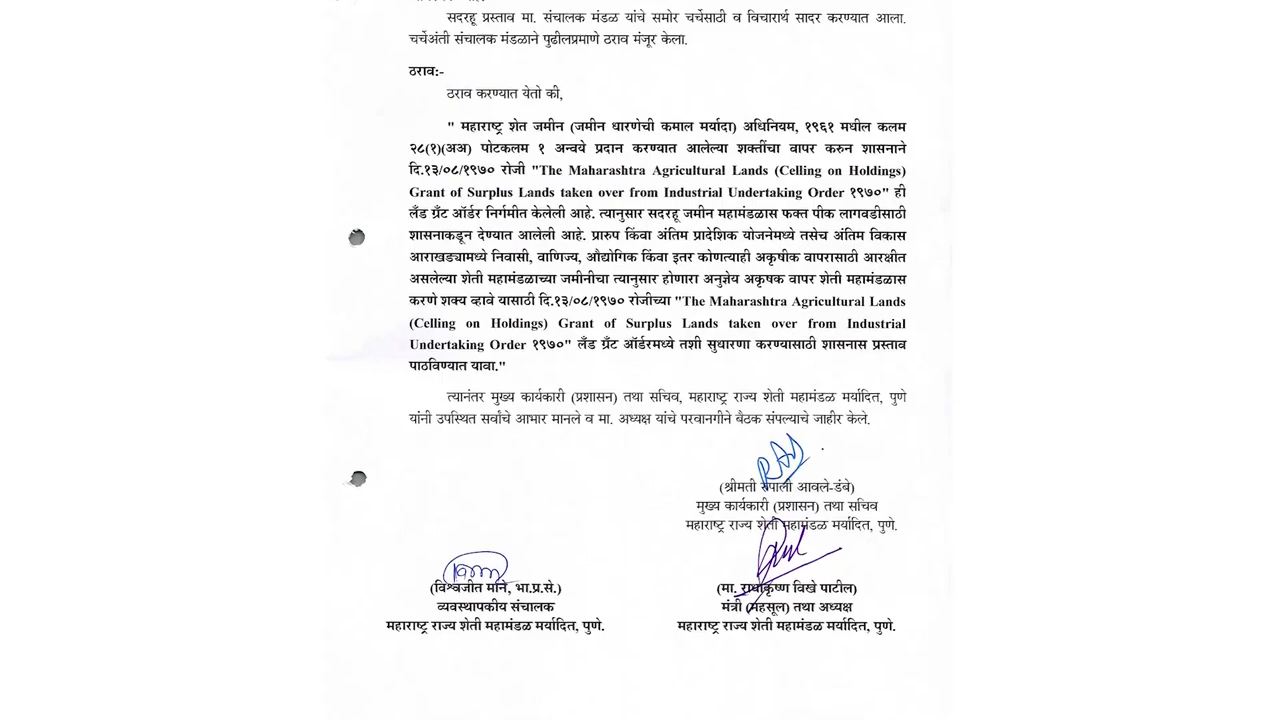 सदरहू प्रस्ताव मा. संचालक मंडळ यांचे समोर चर्चेसाठी व विचारार्थ सादर करण्यात आला.
चर्चेअंती संचालक मंडळाने पुढीलप्रमाणे ठराव मंजूर केला.
ठराव:-
ठराव करण्यात येतो की,
" महाराष्ट्र शेत जमीन (जमीन धारणेची कमाल मर्यादा) अधिनियम, १९६१ मधील कलम
२८(१)(अअ) पोटकलम १ अन्वये प्रदान करण्यात आलेल्या शक्तींचा वापर करुन शासनाने
दि.१३/०८/१९७० रोजी "The Maharashtra Agricultural Lands (Celling on Holdings)
Grant of Surplus Lands taken over from Industrial Undertaking Order १९७०" ही
लँड ग्रँट ऑर्डर निर्गमीत केलेली आहे. त्यानुसार सदरहू जमीन महामंडळास फक्त पीक लागवडीसाठी
शासनाकडून देण्यात आलेली आहे. प्रारुप किंवा अंतिम प्रादेशिक योजनेमध्ये तसेच अंतिम विकास
आराखड्यामध्ये निवासी, वाणिज्य, औद्योगिक किंवा इतर कोणत्याही अकृषीक वापरासाठी आरक्षीत
असलेल्या शेती महामंडळाच्या जमीनीचा त्यानुसार होणारा अनुज्ञेय अकृषक वापर शेती महामंडळास
करणे शक्य व्हावे यासाठी दि.१३/०८/१९७० रोजीच्या "The Maharashtra Agricultural Lands
(Celling on Holdings) Grant of Surplus Lands taken over from Industrial
Undertaking Order १९७०" लँड ग्रँट ऑर्डरमध्ये तशी सुधारणा करण्यासाठी शासनास प्रस्ताव
पाठविण्यात यावा."
त्यानंतर मुख्य कार्यकारी (प्रशासन) तथा सचिव, महाराष्ट्र राज्य शेती महामंडळ मर्यादित, पुणे
यांनी उपस्थित सर्वांचे आभार मानले व मा. अध्यक्ष यांचे परवानगीने बैठक संपल्याचे जाहीर केले.
(श्रीमती रुपाली आवले-डंबे)
मुख्य कार्यकारी (प्रशासन) तथा सचिव
महाराष्ट्र राज्य शेती महामंडळ मर्यादित, पुणे.
(विश्वजीत माने, भा.प्र.से.)
व्यवस्थापकीय संचालक
महाराष्ट्र राज्य शेती महामंडळ मर्यादित, पुणे.
(मा. राधाकृष्ण विखे पाटील)
मंत्री (महसूल) तथा अध्यक्ष
महाराष्ट्र राज्य शेती महामंडळ मर्यादित, पुणे.